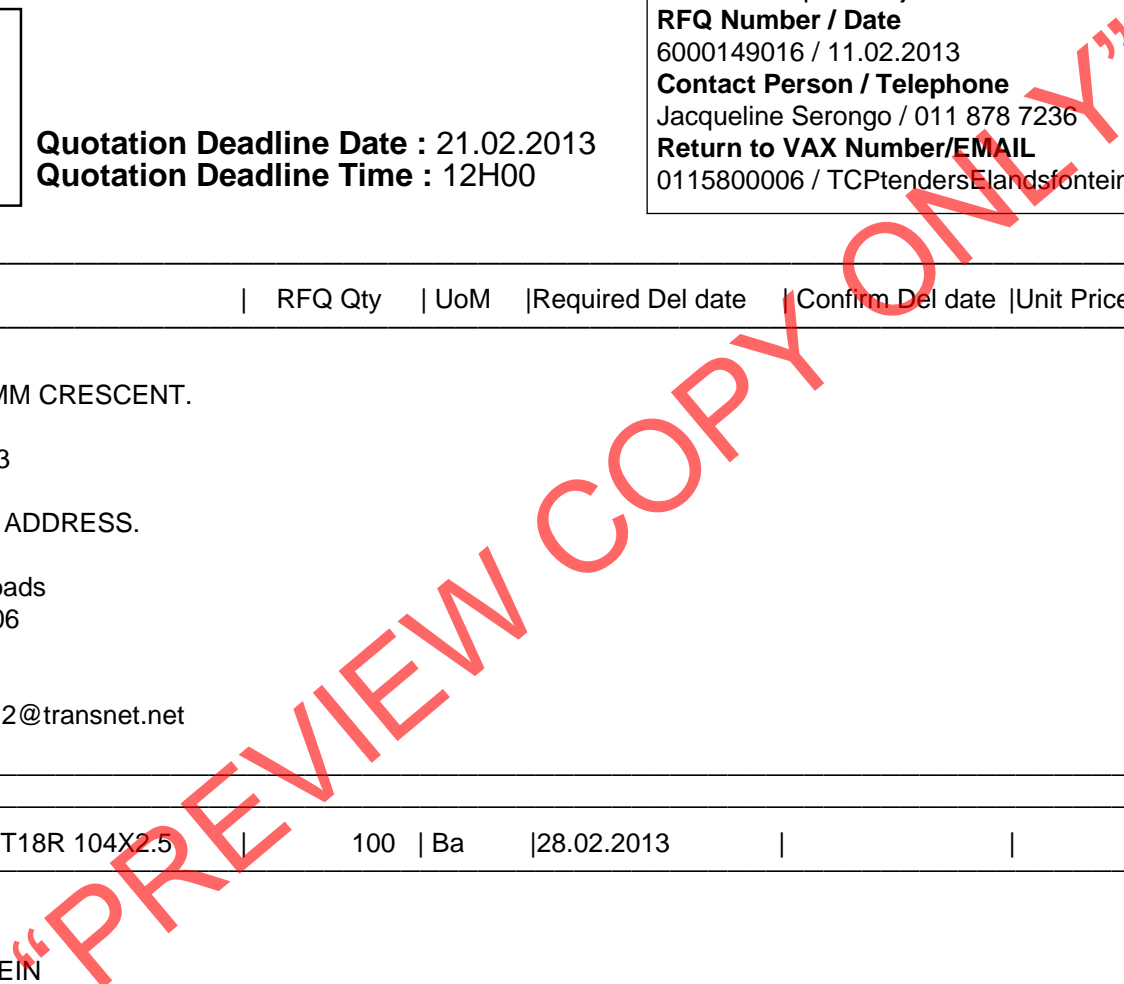 RFQ Number / Date
6000149016 / 11.02.2013
Contact Person / Telephone
Jacqueline Serongo / 011 878 7236
Return to VAX Number/EMAIL
0115800006 / TCPtendersElandsfontein
Quotation Deadline Date : 21.02.2013
Quotation Deadline Time : 12H00
| RFQ Qty | UoM |Required Del date | Confirm Del date |Unit Price
MM CRESCENT.
3
ADDRESS.
oads
06
2@transnet.net
T18R 104X2.5 | 100 | Ba |28.02.2013 | |
EIN
“PREVIEW COPY ONLY”